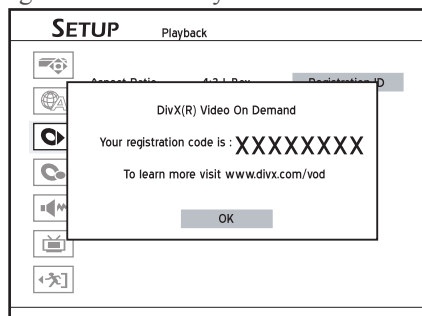 SETUP Playback
DivX(R) Video On Demand
Your registration code is : XXXXXXXX
To learn more visit www.divx.com/vod
OK